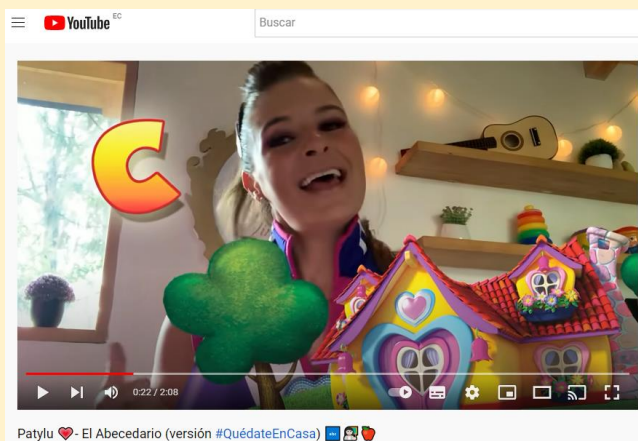 YouTube EC
Buscar
C
0:22 / 2:08
Patylu 💗- El Abecedario (versión #QuédateEnCasa) 🔤 👩🏻‍🏫 🍎